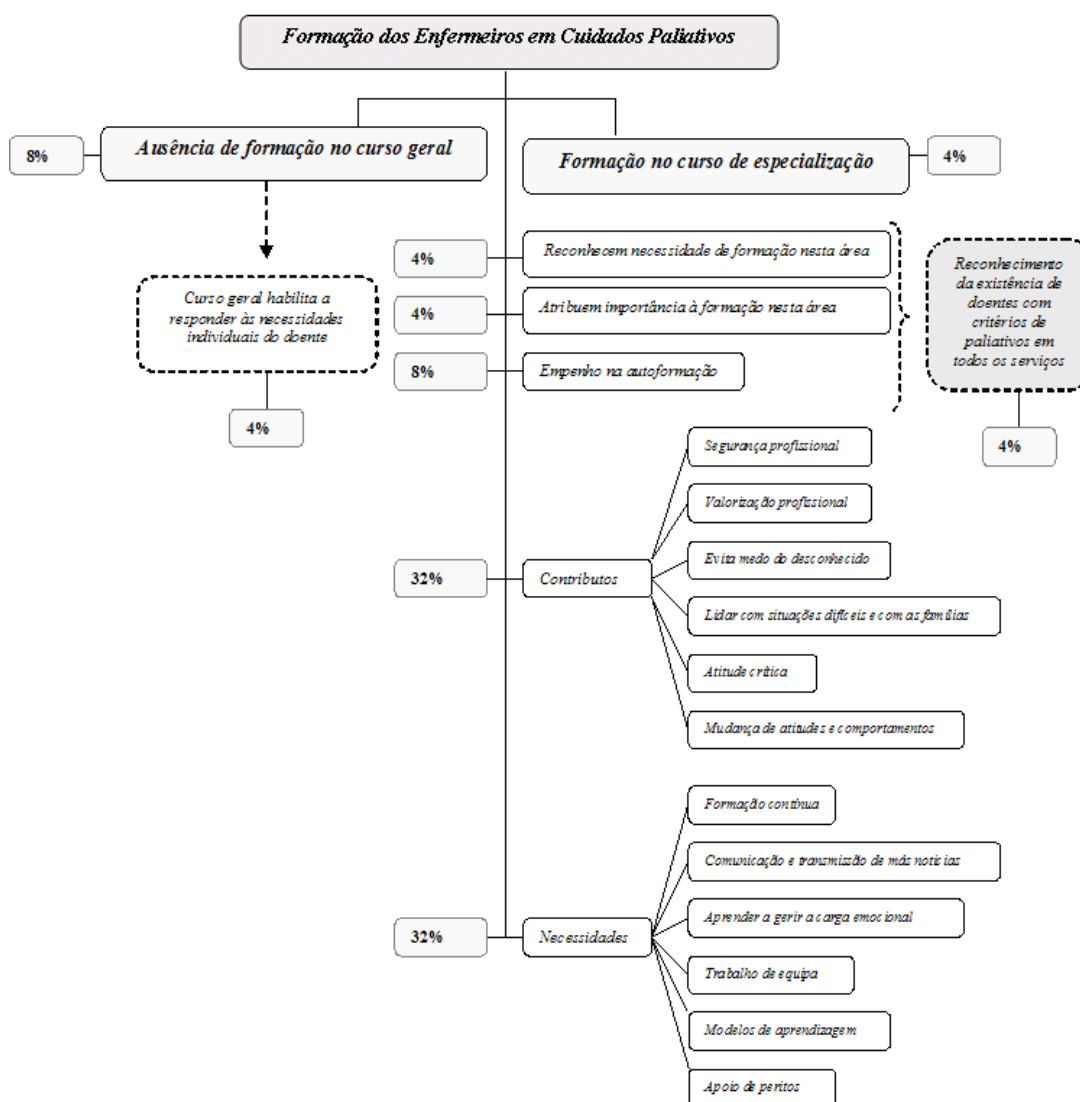 Formação dos Enfermeiros em Cuidados Paliativos
8%
Ausência de formação no curso geral
Formação no curso de especialização
4%
4%
Reconhecem necessidade de formação nesta área
Curso geral habilita a
responder às necessidades
individuais do doente
4%
4%
Atribuem importância à formação nesta área
8%
Empenho na autoformação
Reconhecimento
da existência de
doentes com
critérios de
paliativos em
todos os serviços
4%
Segurança profissional
Valorização profissional
Evita medo do desconhecido
32%
Contributos
Lidar com situações difíceis e com as famílias
Atitude crítica
Mudança de atitudes e comportamentos
Formação contínua
Comunicação e transmissão de más notícias
Aprender a gerir a carga emocional
32%
Necessidades
Trabalho de equipa
Modelos de aprendizagem
Apoio de peritos